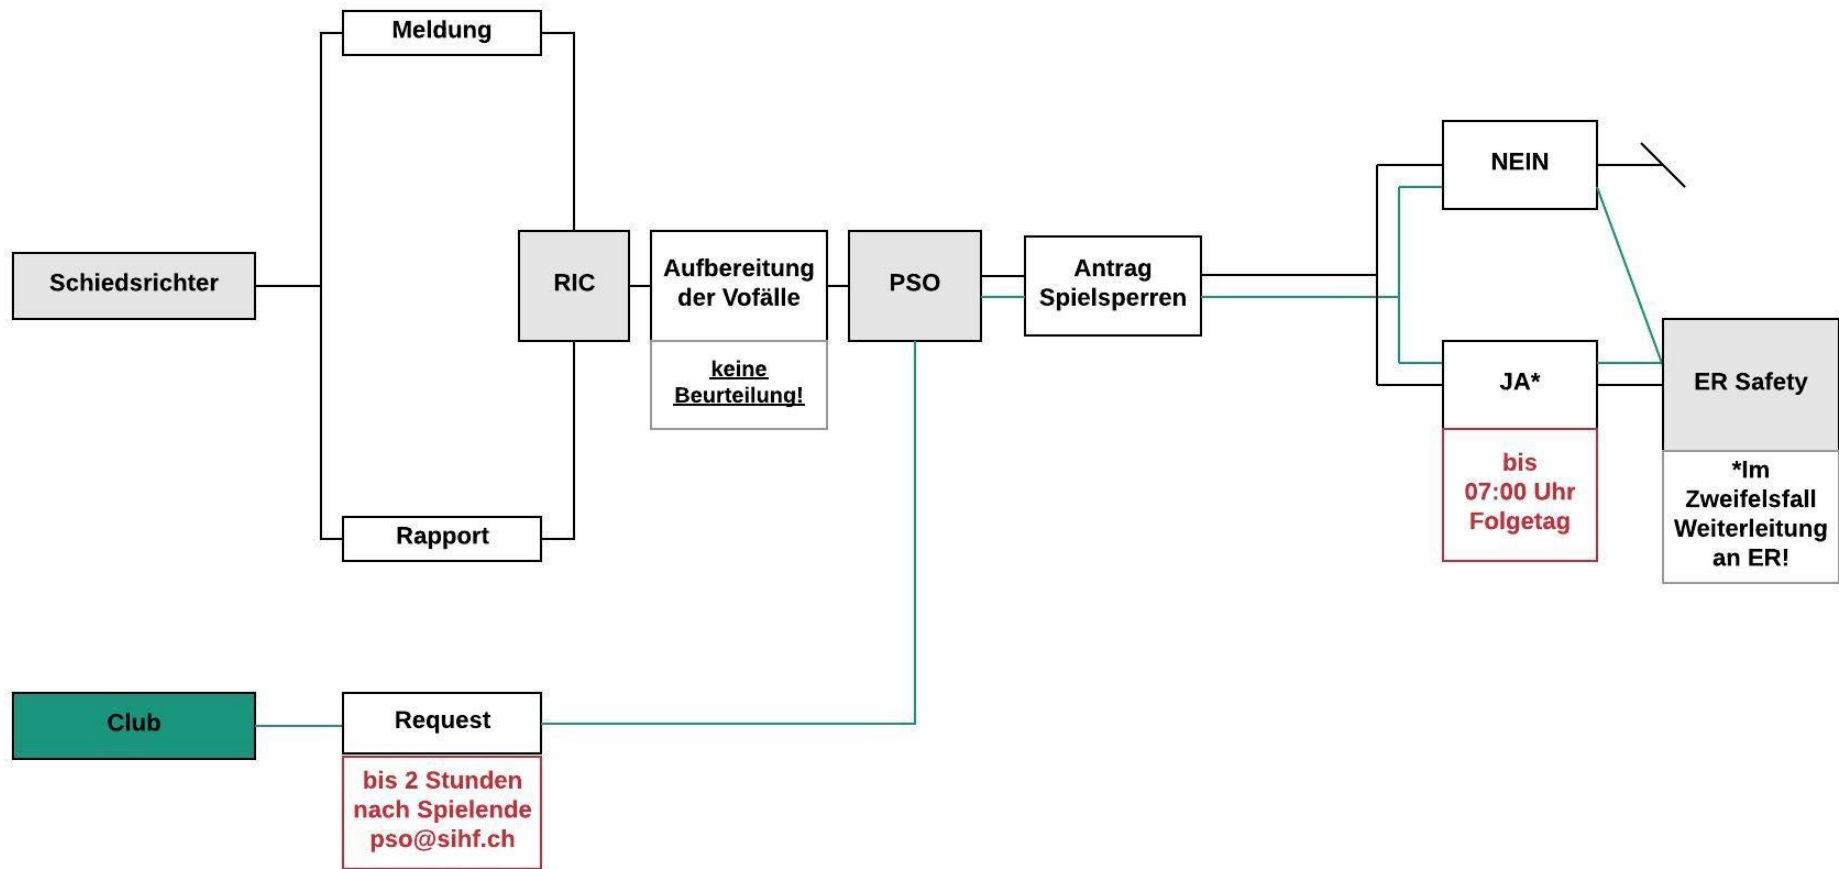 Meldung
NEIN
Schiedsrichter
RIC
Aufbereitung
der Vofälle
PSO
Antrag
Spielsperren
keine
Beurteilung!
JA*
ER Safety
bis
07:00 Uhr
Folgetag
*Im
Zweifelsfall
Weiterleitung
an ER!
Rapport
Club
Request
bis 2 Stunden
nach Spielende
pso@sihf.ch